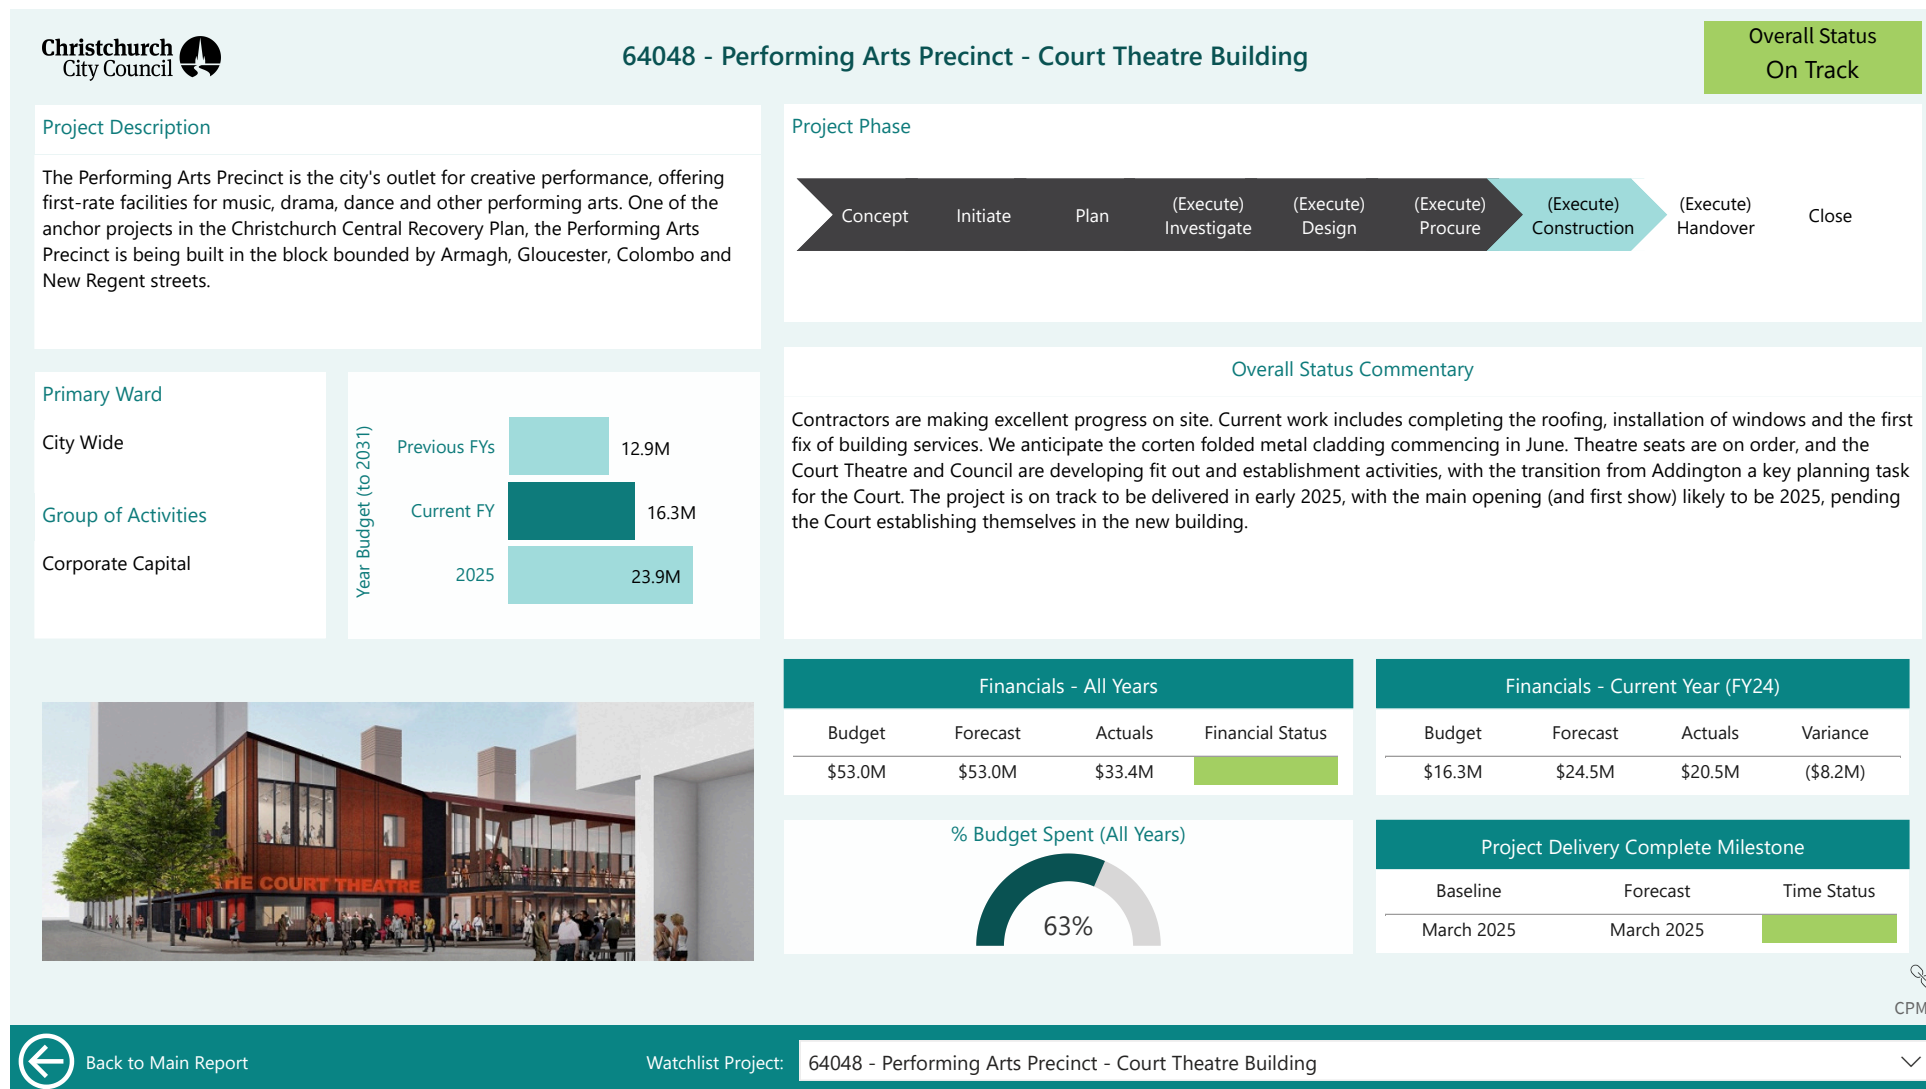 Christchurch
City Council
64048 - Performing Arts Precinct - Court Theatre Building
Overall Status
On Track
Project Description
The Performing Arts Precinct is the city's outlet for creative performance, offering
first-rate facilities for music, drama, dance and other performing arts. One of the
anchor projects in the Christchurch Central Recovery Plan, the Performing Arts
Precinct is being built in the block bounded by Armagh, Gloucester, Colombo and
New Regent streets.
Project Phase
Concept
Initiate
Plan
(Execute)
Investigate
(Execute)
Design
(Execute)
Procure
(Execute)
Construction
(Execute)
Handover
Close
Primary Ward
City Wide
Group of Activities
Corporate Capital
Year Budget (to 2031)
Previous FYs 12.9M
Current FY 16.3M
2025 23.9M
Overall Status Commentary
Contractors are making excellent progress on site. Current work includes completing the roofing, installation of windows and the first
fix of building services. We anticipate the corten folded metal cladding commencing in June. Theatre seats are on order, and the
Court Theatre and Council are developing fit out and establishment activities, with the transition from Addington a key planning task
for the Court. The project is on track to be delivered in early 2025, with the main opening (and first show) likely to be 2025, pending
the Court establishing themselves in the new building.
HE COURT THEATRE
Financials - All Years
Budget Forecast Actuals Financial Status
$53.0M $53.0M $33.4M
Financials - Current Year (FY24)
Budget Forecast Actuals Variance
$16.3M $24.5M $20.5M ($8.2M)
% Budget Spent (All Years)
63%
Project Delivery Complete Milestone
Baseline Forecast Time Status
March 2025 March 2025
CPM
Back to Main Report
Watchlist Project:
64048 - Performing Arts Precinct - Court Theatre Building